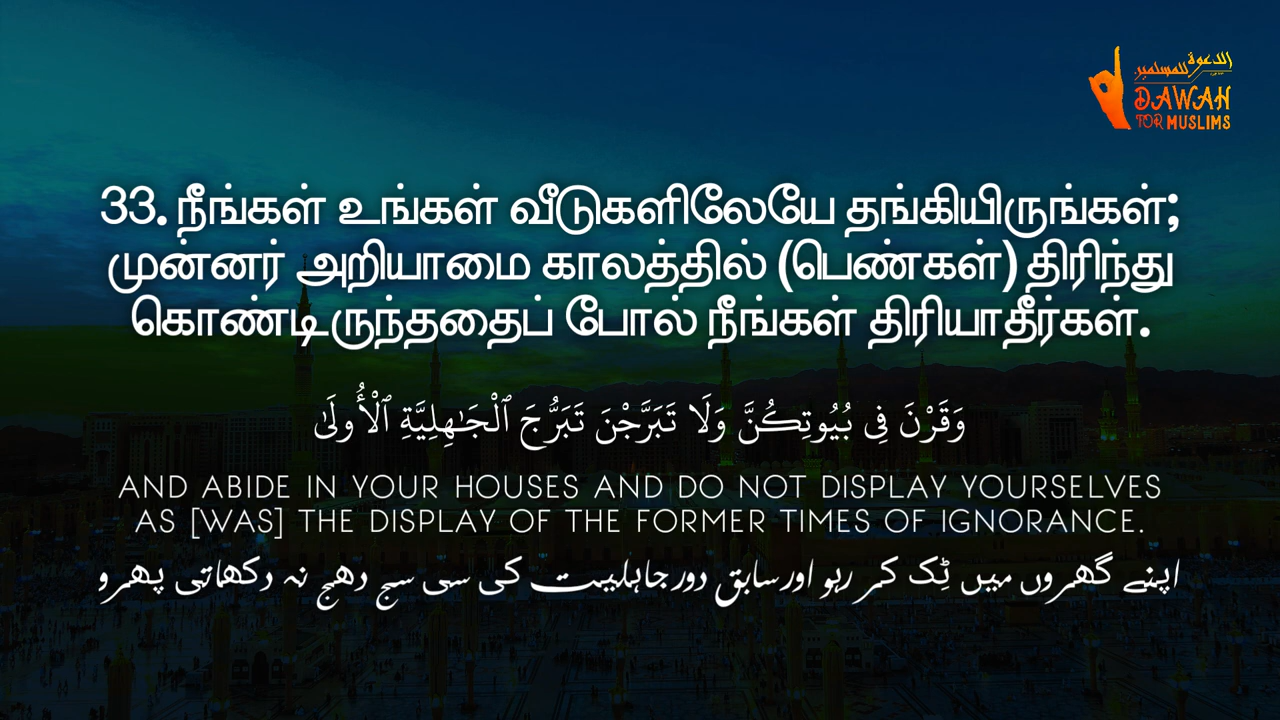 الدعوة للمسلمين
DAWAH
FOR MUSLIMS
33. நீங்கள் உங்கள் வீடுகளிலேயே தங்கியிருங்கள்;
முன்னர் அறியாமை காலத்தில் (பெண்கள்) திரிந்து
கொண்டிருந்ததைப் போல் நீங்கள் திரியாதீர்கள்.
وَقَرْنَ فِى بُيُوتِكُنَّ وَلَا تَبَرَّجْنَ تَبَرُّجَ ٱلْجَـٰهِلِيَّةِ ٱلْأُولَىٰ
AND ABIDE IN YOUR HOUSES AND DO NOT DISPLAY YOURSELVES
AS [WAS] THE DISPLAY OF THE FORMER TIMES OF IGNORANCE.
اپنے گھروں میں ٹِک کر رہو اور سابق دور جاہلیت کی سی سج دھج نہ دکھاتی پھرو